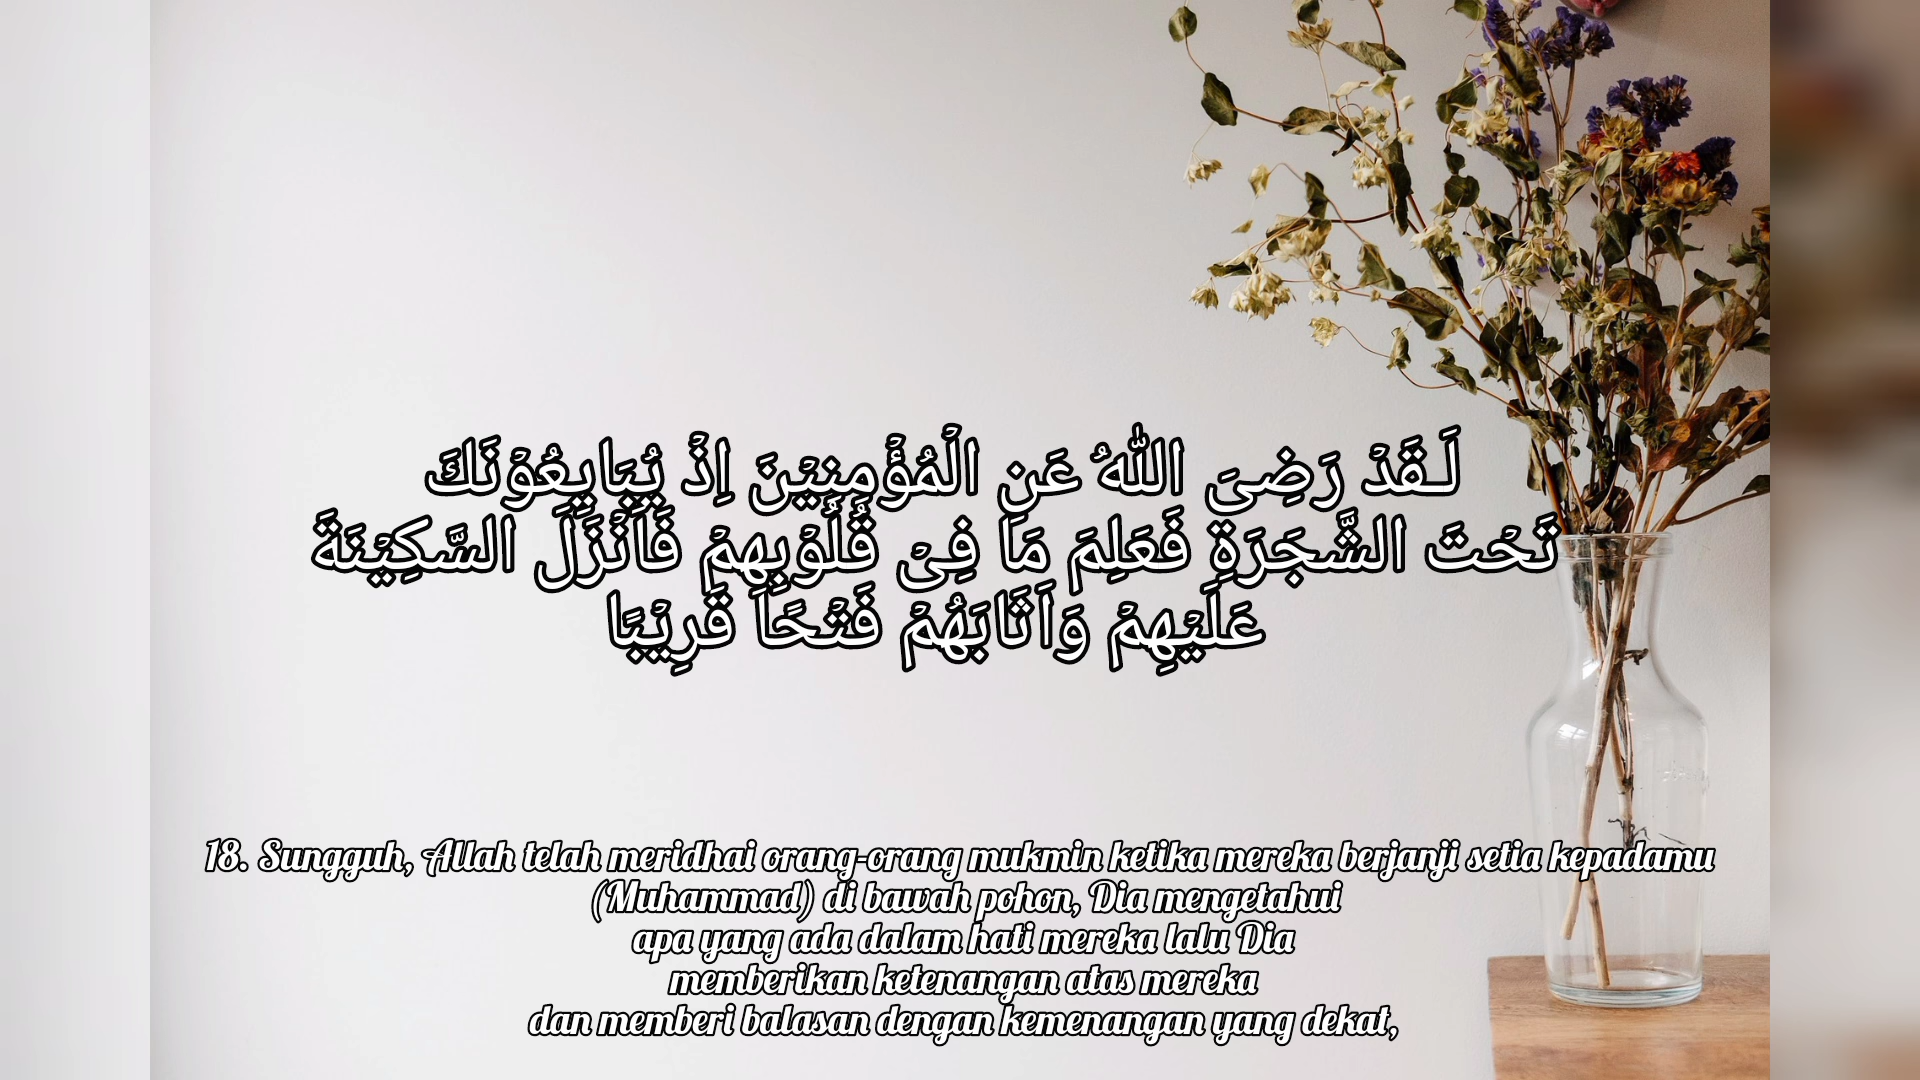 لَـقَدْ رَضِىَ اللّٰهُ عَنِ الْمُؤْمِنِيْنَ اِذْ يُبَايِعُوْنَكَ
تَحْتَ الشَّجَرَةِ فَعَلِمَ مَا فِىْ قُلُوْبِهِمْ فَاَنْزَلَ السَّكِيْنَةَ
عَلَيْهِمْ وَاَثَابَهُمْ فَتْحًا قَرِيْبًا
18. Sungguh, Allah telah meridhai orang-orang mukmin ketika mereka berjanji setia kepadamu
(Muhammad) di bawah pohon, Dia mengetahui
apa yang ada dalam hati mereka lalu Dia
memberikan ketenangan atas mereka
dan memberi balasan dengan kemenangan yang dekat,